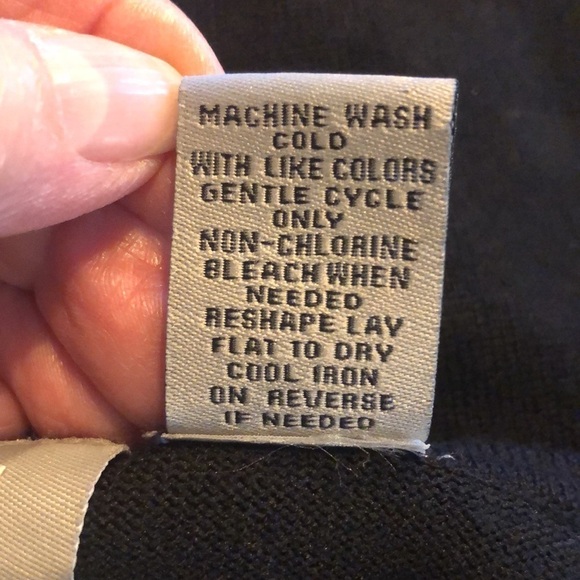 MACHINE WASH
COLD
WITH LIKE COLORS
GENTLE CYCLE
ONLY
NON-CHLORINE
BLEACH WHEN
NEEDED
RESHAPE LAY
FLAT TO DRY
COOL IRON
ON REVERSE
IF NEEDED